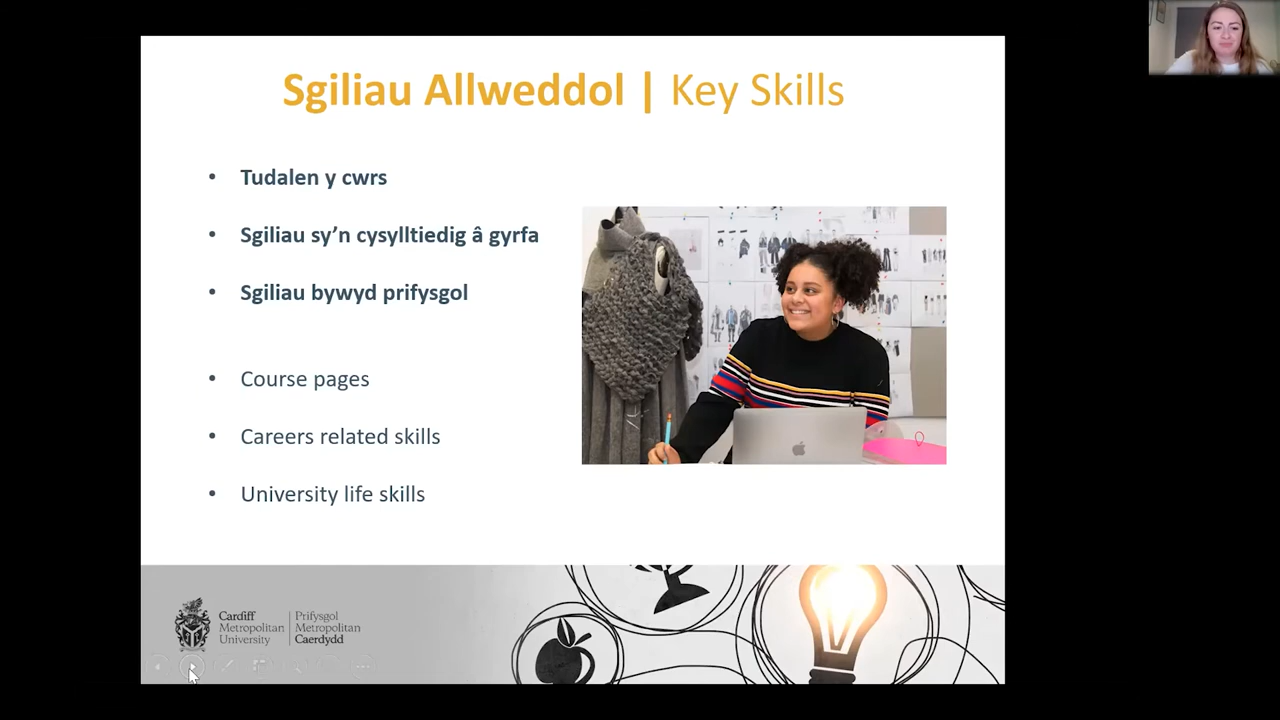 Sgiliau Allweddol | Key Skills
• Tudalen y cwrs
• Sgiliau sy'n cysylltiedig â gyrfa
• Sgiliau bywyd prifysgol
• Course pages
• Careers related skills
• University life skills
Cardiff
Metropolitan
University
Prifysgol
Metropolitan
Caerdydd